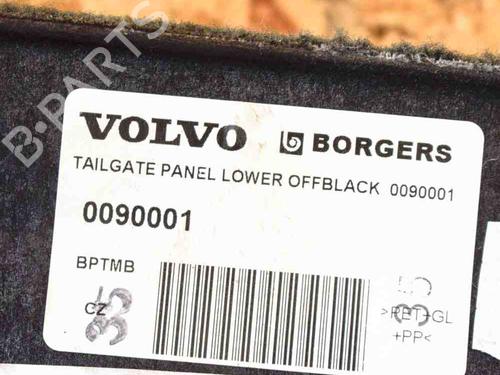 B-PARTS
VOLVO BORGERS
TAILGATE PANEL LOWER OFFBLACK 0090001
0090001
BPTMB
CZ
>PET+GL
+PP<